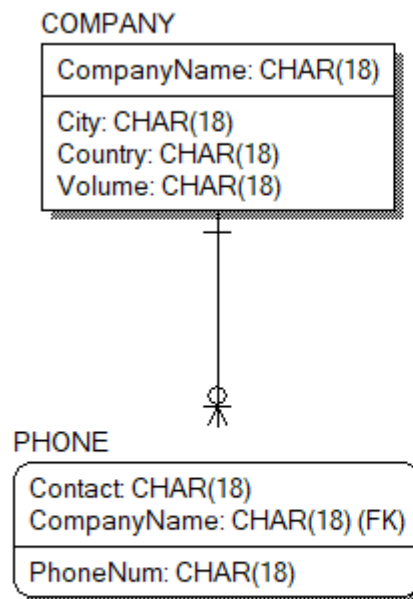 COMPANY
CompanyName: CHAR(18)
City: CHAR(18)
Country: CHAR(18)
Volume: CHAR(18)
PHONE
Contact: CHAR(18)
CompanyName: CHAR(18) (FK)
PhoneNum: CHAR(18)